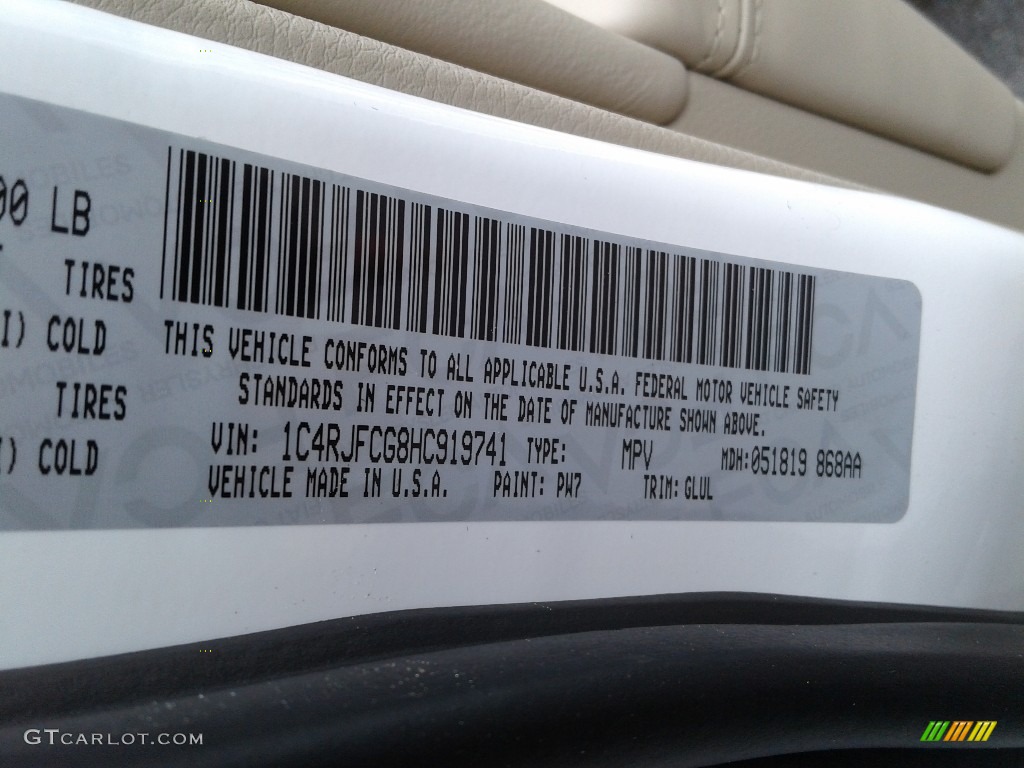 00 LB
TIRES
I) COLD
TIRES
) COLD
THIS VEHICLE CONFORMS TO ALL APPLICABLE U.S.A. FEDERAL MOTOR VEHICLE SAFETY
STANDARDS IN EFFECT ON THE DATE OF MANUFACTURE SHOWN ABOVE.
VIN: 1C4RJFCG8HC919741 TYPE: MPV MDH:051819 868AA
VEHICLE MADE IN U.S.A. PAINT: PW7 TRIM: GLUL
GTCARLOT.COM